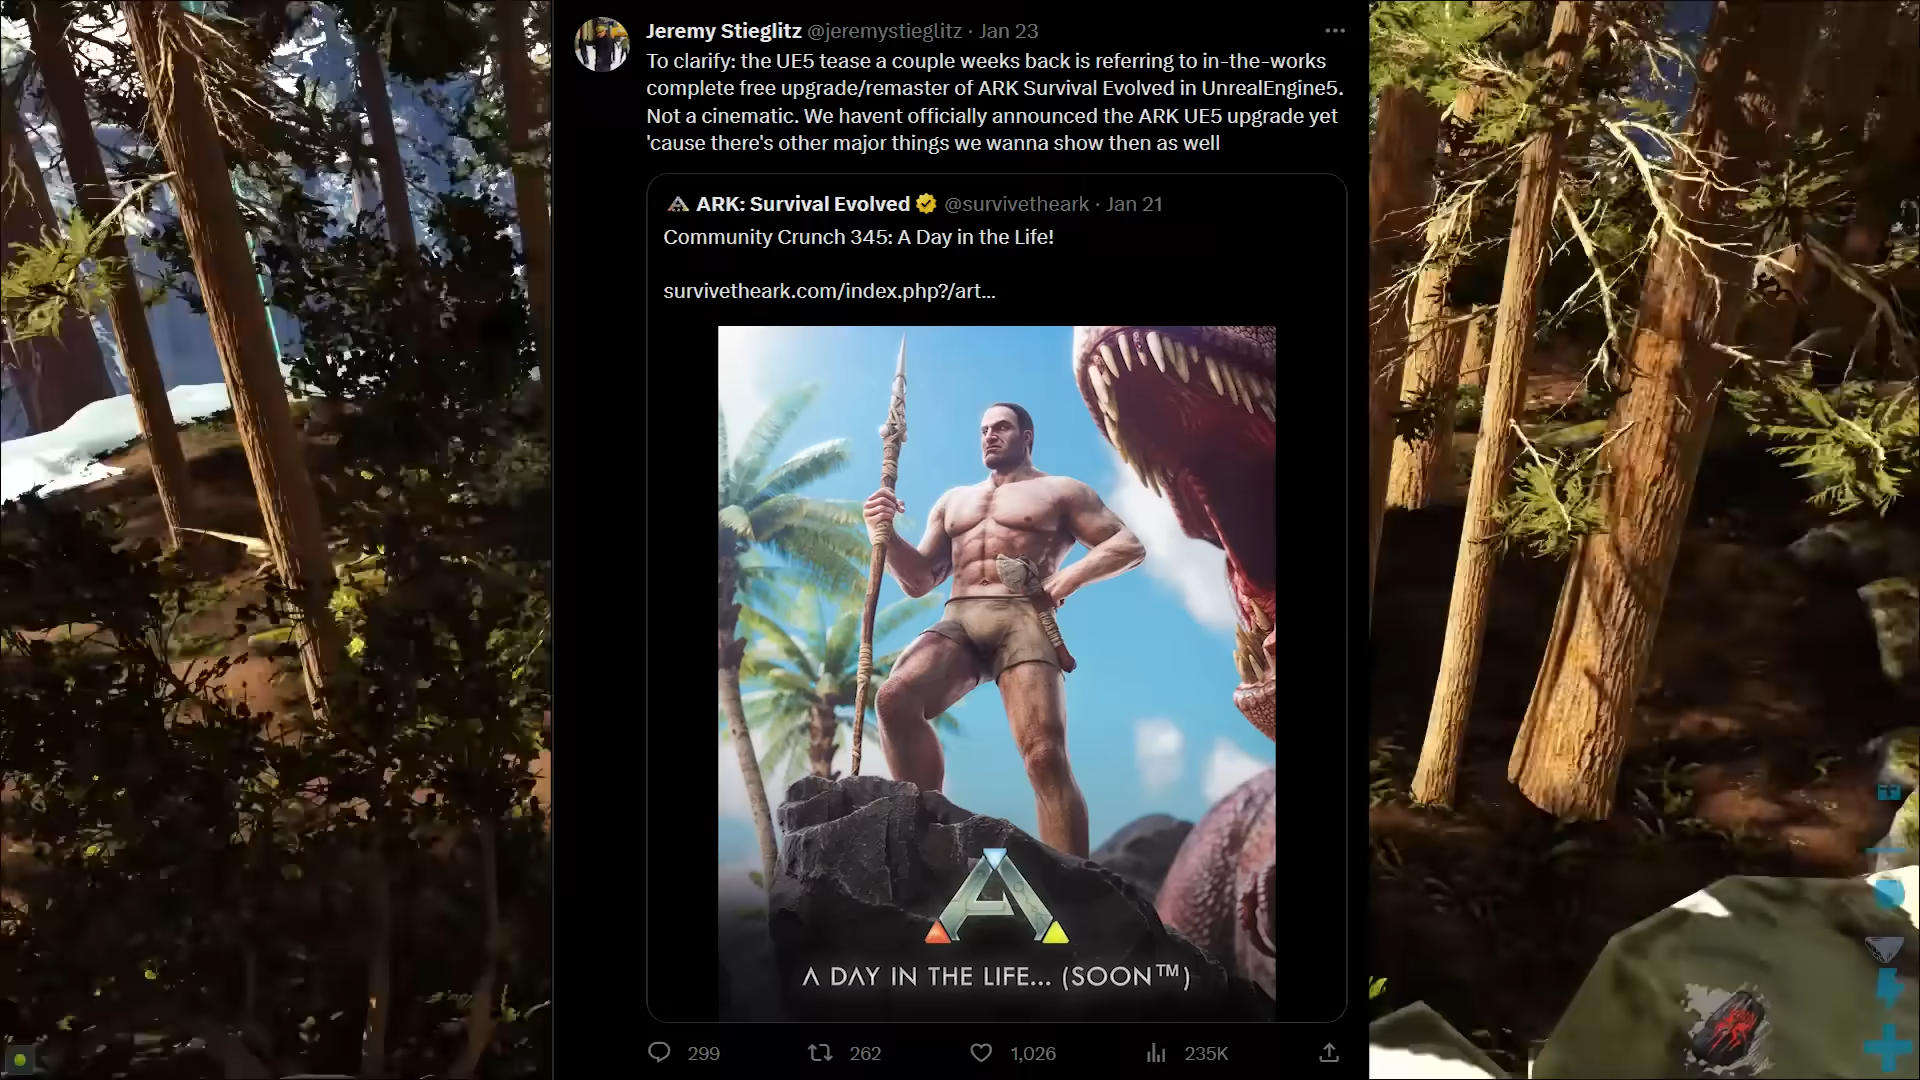 Jeremy Stieglitz @jeremystieglitz · Jan 23
To clarify: the UE5 tease a couple weeks back is referring to in-the-works
complete free upgrade/remaster of ARK Survival Evolved in UnrealEngine5.
Not a cinematic. We havent officially announced the ARK UE5 upgrade yet
'cause there's other major things we wanna show then as well
ARK: Survival Evolved @survivetheark · Jan 21
Community Crunch 345: A Day in the Life!
survivetheark.com/index.php?/art...
A DAY IN THE LIFE... (SOON™)
299 262 1,026 235K